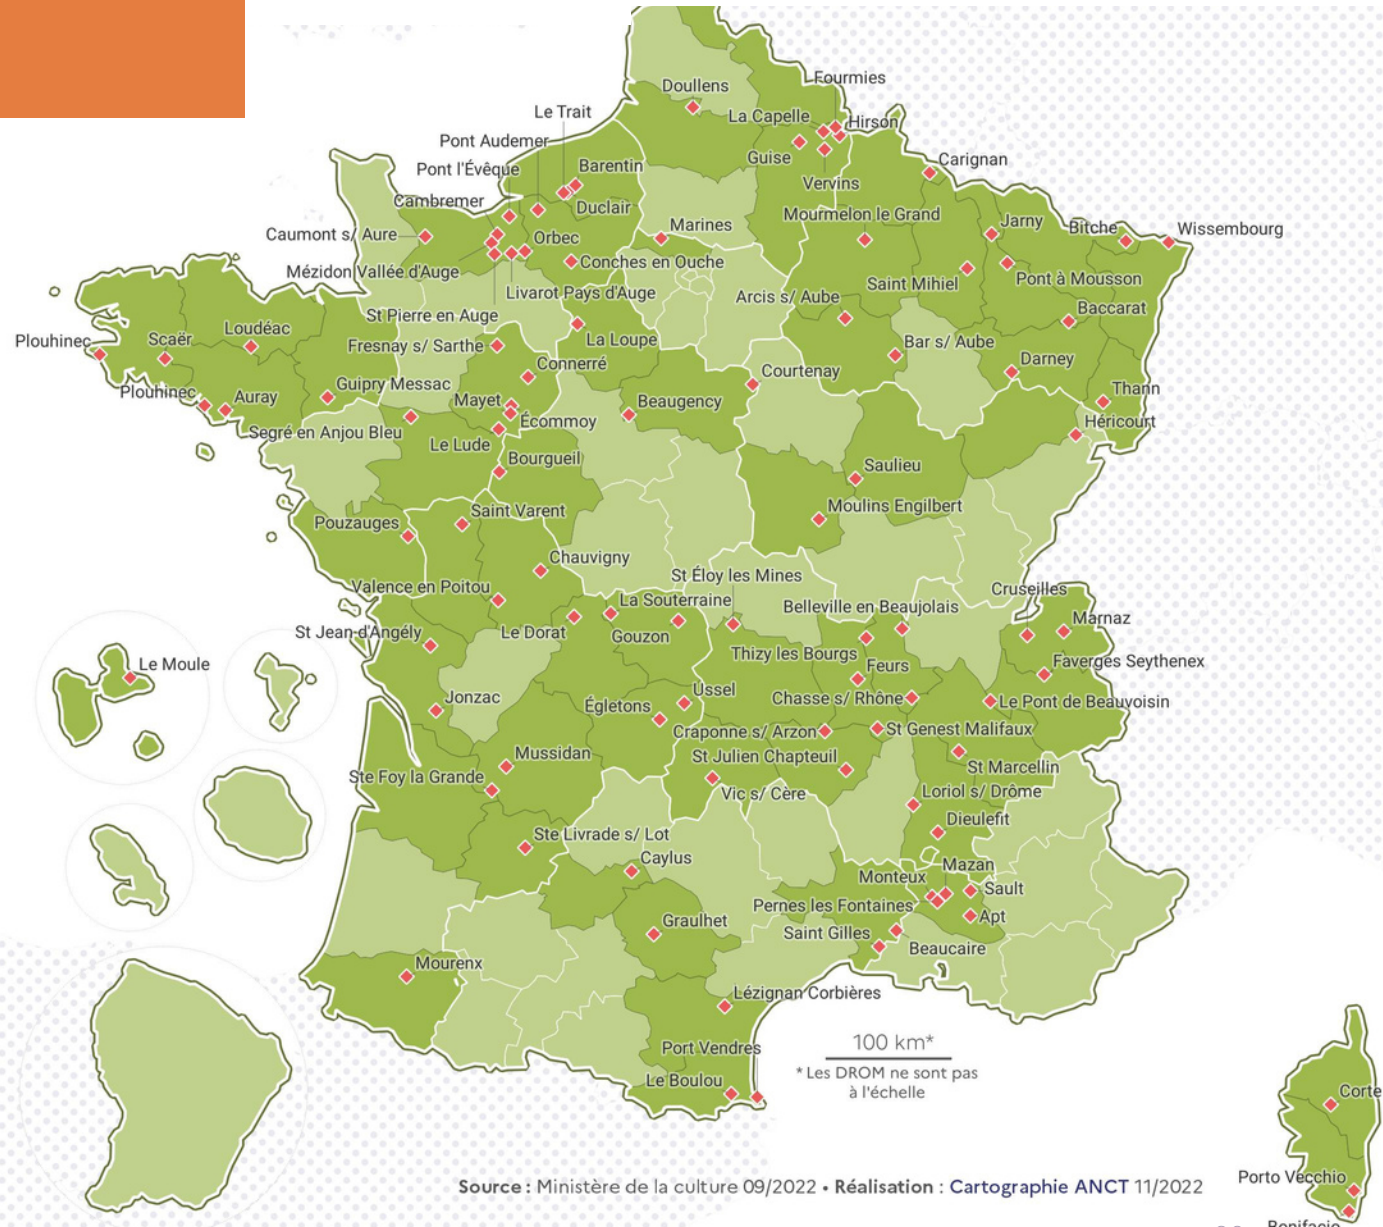 Doullens
Fourmies
Le Trait
La Capelle
Hirson
Pont Audemer
Guise
Pont l'Évêque
Barentin
Carignan
Vervins
Cambremer
Duclair
Mourmelon le Grand
Caumont s/ Aure
Orbec
Marines
Jarny
Bitche
Wissembourg
Mézidon Vallée d'Auge
Conches en Ouche
Saint Mihiel
Pont à Mousson
Livarot Pays d'Auge
Arcis s/ Aube
St Pierre en Auge
Baccarat
Plouhinec
Scaër
Loudéac
Fresnay s/ Sarthe
La Loupe
Bar s/ Aube
Connerré
Courtenay
Darney
Plouhinec
Auray
Guipry Messac
Mayet
Beaugency
Thann
Segré en Anjou Bleu
Écommoy
Héricourt
Le Lude
Bourgueil
Saulieu
Pouzauges
Saint Varent
Moulins Engilbert
Chauvigny
St Éloy les Mines
Valence en Poitou
La Souterraine
Belleville en Beaujolais
Cruseilles
St Jean-d'Angély
Le Dorat
Gouzon
Marnaz
Thizy les Bourgs
Feurs
Faverges Seythenex
Le Moule
Jonzac
Égletons
Ussel
Chasse s/ Rhône
Le Pont de Beauvoisin
Craponne s/ Arzon
St Genest Malifaux
Mussidan
St Julien Chapteuil
St Marcellin
Ste Foy la Grande
Vic s/ Cère
Loriol s/ Drôme
Dieulefit
Ste Livrade s/ Lot
Caylus
Mazan
Monteux
Sault
Pernes les Fontaines
Apt
Graulhet
Saint Gilles
Beaucaire
Mourenx
Lézignan Corbières
100 km*
Port Vendres
* Les DROM ne sont pas
à l'échelle
Le Boulou
Corte
Porto Vecchio
Source : Ministère de la culture 09/2022 • Réalisation : Cartographie ANCT 11/2022
Bonifacio